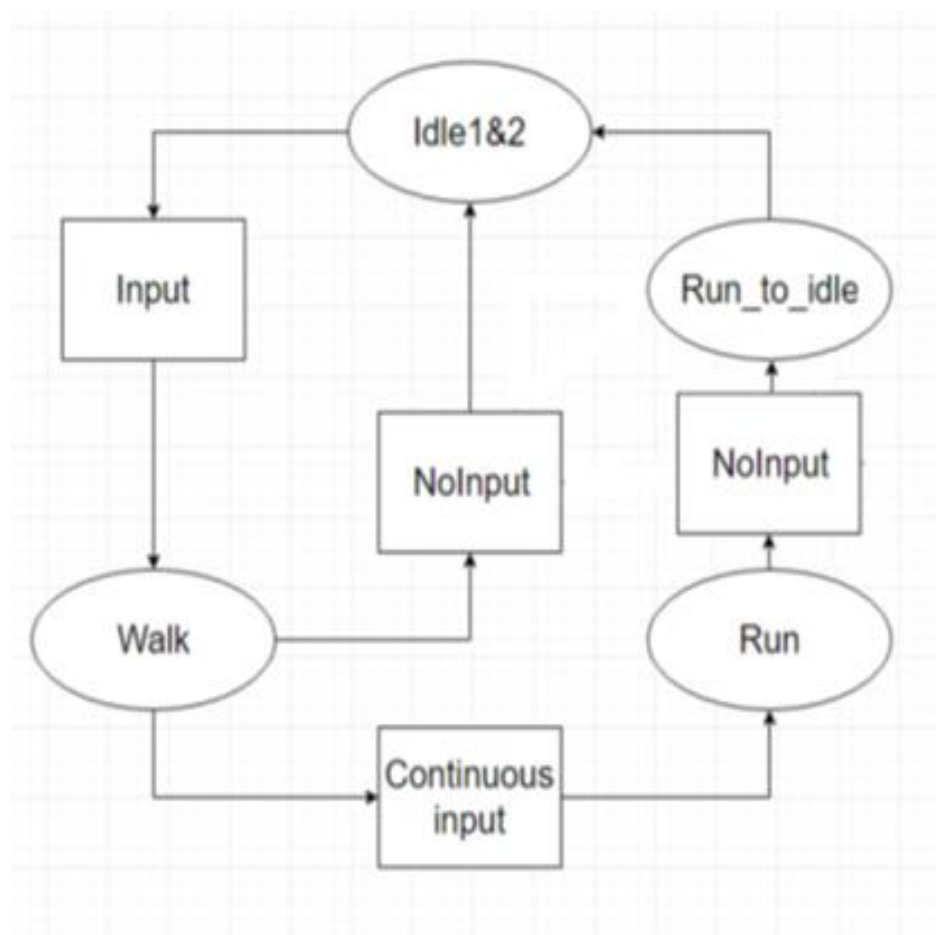 Idle1&2
Input
Run_to_idle
NoInput
NoInput
Walk
Run
Continuous
input